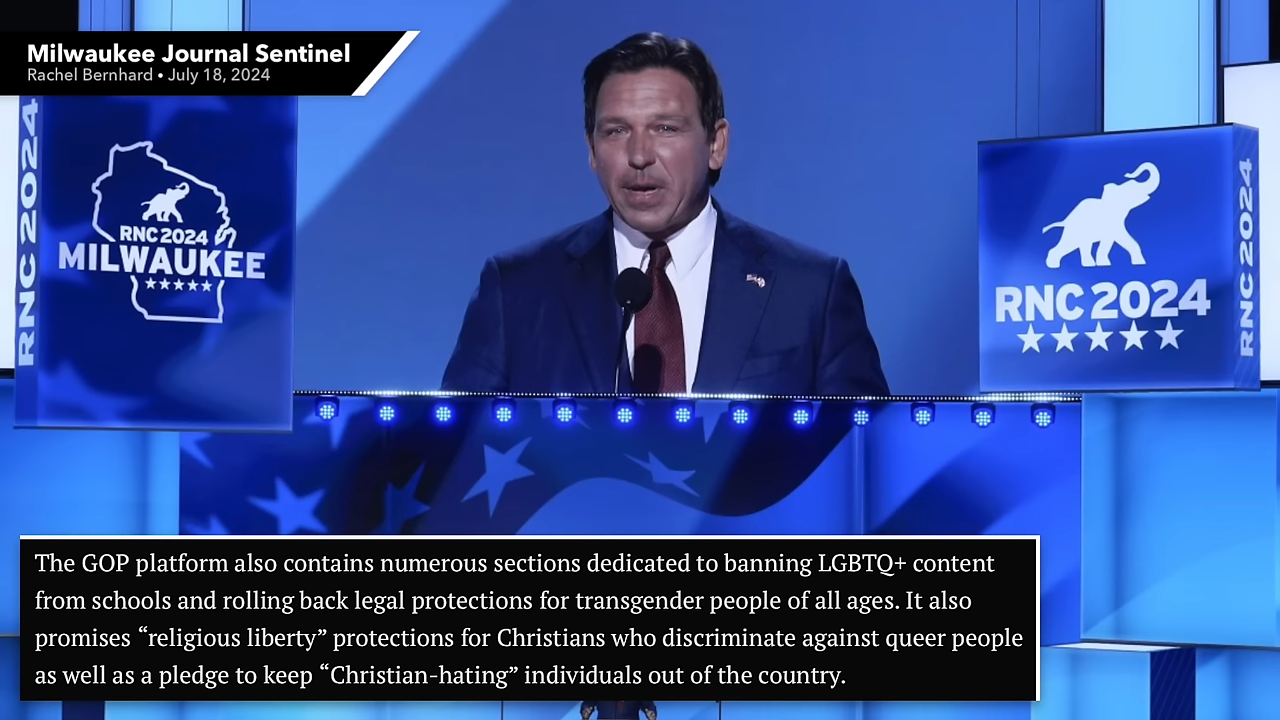 Milwaukee Journal Sentinel
Rachel Bernhard • July 18, 2024
RNC 2024
RNC 2024
MILWAUKEE
RNC 2024
RNC 2024
The GOP platform also contains numerous sections dedicated to banning LGBTQ+ content
from schools and rolling back legal protections for transgender people of all ages. It also
promises “religious liberty” protections for Christians who discriminate against queer people
as well as a pledge to keep “Christian-hating” individuals out of the country.